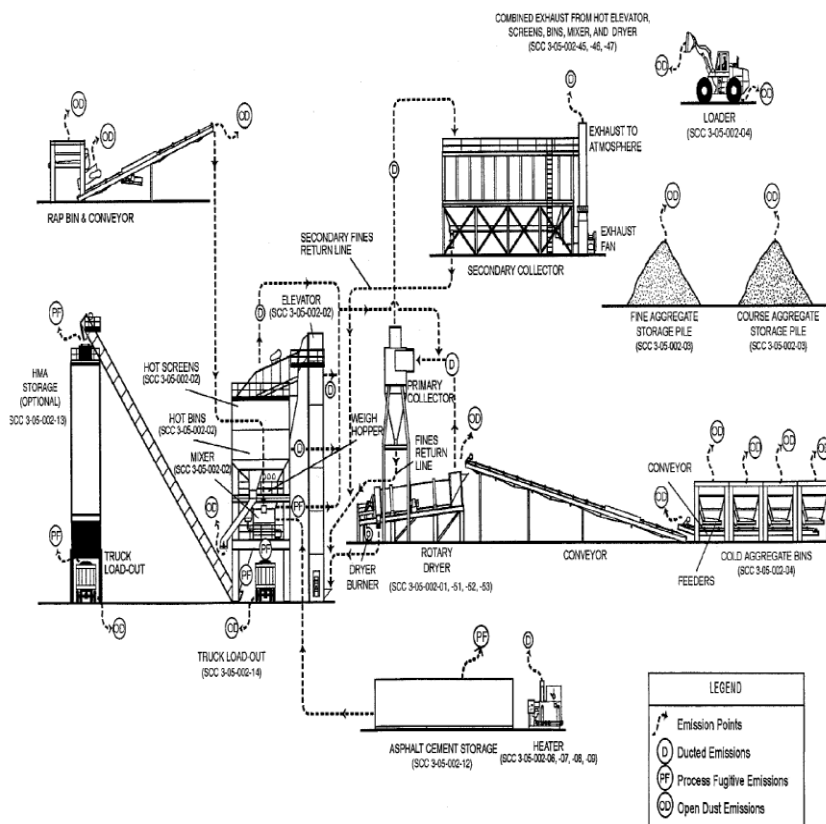 COMBINED EXHAUST FROM HOT ELEVATOR,
SCREENS, BINS, MIXER, AND DRYER
(SCC 3-05-002-45, -46, -47)
OD
OD
LOADER
(SCC 3-05-002-04)
D
EXHAUST TO
ATMOSPHERE
EXHAUST
FAN
SECONDARY COLLECTOR
D
OD
OD
OD
RAP BIN & CONVEYOR
SECONDARY FINES
RETURN LINE
OD
OD
FINE AGGREGATE
STORAGE PILE
(SCC 3-05-002-03)
COURSE AGGREGATE
STORAGE PILE
(SCC 3-05-002-03)
PF
HMA
STORAGE
(OPTIONAL)
SCC 3-05-002-13)
ELEVATOR
(SCC 3-05-002-02)
D
HOT SCREENS
(SCC 3-05-002-02)
HOT BINS
(SCC 3-05-002-02)
MIXER
(SCC 3-05-002-02)
D
WEIGH
HOPPER
D
PF
OD
PRIMARY
COLLECTOR
D
FINES
RETURN
LINE
OD
CONVEYOR
OD
OD
OD
OD
OD
PF
TRUCK
LOAD-OUT
OD
PF
PF
OD
TRUCK LOAD-OUT
(SCC 3-05-002-14)
D
DRYER
BURNER
ROTARY
DRYER
(SCC 3-05-002-01, -51, -52, -53)
CONVEYOR
FEEDERS
COLD AGGREGATE BINS
(SCC 3-05-002-04)
PF
D
ASPHALT CEMENT STORAGE
(SCC 3-05-002-12)
HEATER
(SCC 3-05-002-06, -07, -08, -09)
LEGEND
Emission Points
D Ducted Emissions
PF Process Fugitive Emissions
OD Open Dust Emissions